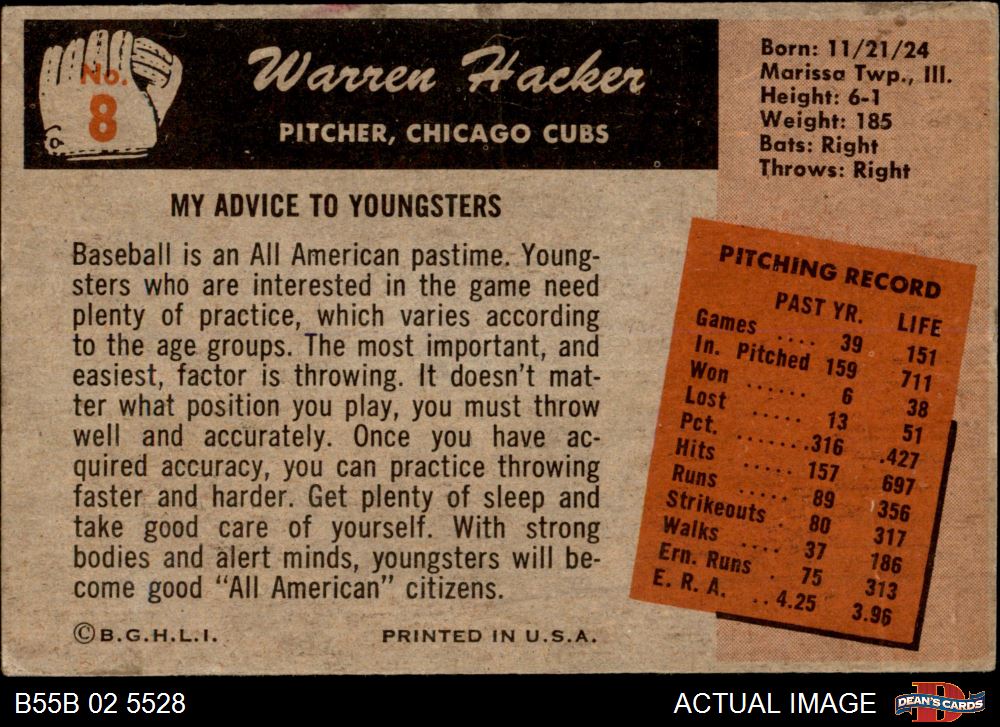 No.
8
Warren Hacker
PITCHER, CHICAGO CUBS
Born: 11/21/24
Marissa Twp., Ill.
Height: 6-1
Weight: 185
Bats: Right
Throws: Right
MY ADVICE TO YOUNGSTERS
Baseball is an All American pastime. Young-
sters who are interested in the game need
plenty of practice, which varies according
to the age groups. The most important, and
easiest, factor is throwing. It doesn't mat-
ter what position you play, you must throw
well and accurately. Once you have ac-
quired accuracy, you can practice throwing
faster and harder. Get plenty of sleep and
take good care of yourself. With strong
bodies and alert minds, youngsters will be-
come good "All American" citizens.
©B.G.H.L.I. PRINTED IN U.S.A.
PITCHING RECORD
PAST YR. LIFE
Games .... 39 151
In. Pitched 159 711
Won ..... 6 38
Lost ..... 13 51
Pct. .......316 .427
Hits ..... 157 697
Runs ..... 89 356
Strikeouts . 80 317
Walks .... 37 186
Ern. Runs . 75 313
E. R. A. ..4.25 3.96
B55B 02 5528
ACTUAL IMAGE
DEAN'S CARDS